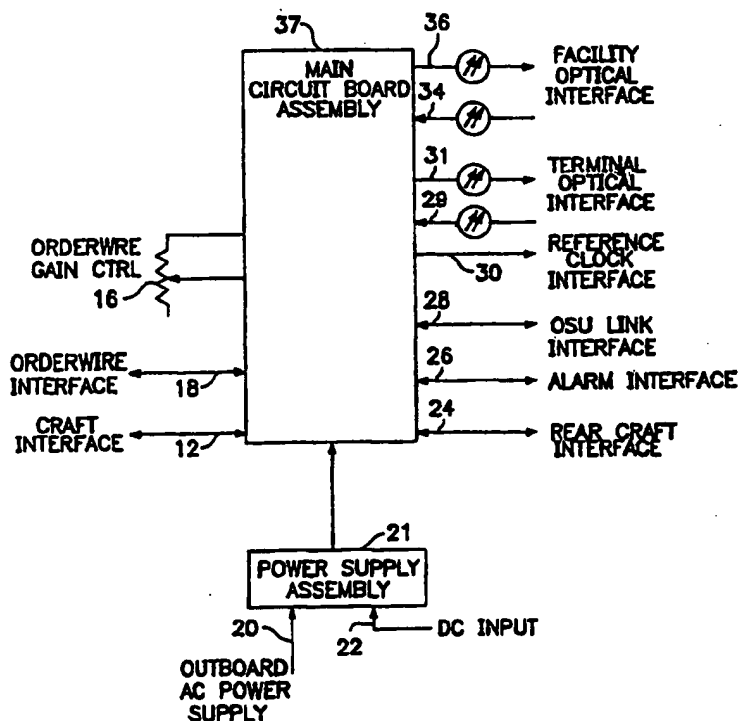 37
MAIN
CIRCUIT BOARD
ASSEMBLY
36
FACILITY
OPTICAL
INTERFACE
34
31
TERMINAL
OPTICAL
INTERFACE
29
REFERENCE
CLOCK
INTERFACE
30
ORDERWRE
GAIN CTRL
16
28
OSU LINK
INTERFACE
ORDERWIRE
INTERFACE
18
26
ALARM INTERFACE
CRAFT
INTERFACE
12
24
REAR CRAFT
INTERFACE
21
POWER SUPPLY
ASSEMBLY
20
22
DC INPUT
OUTBOARD
AC POWER
SUPPLY